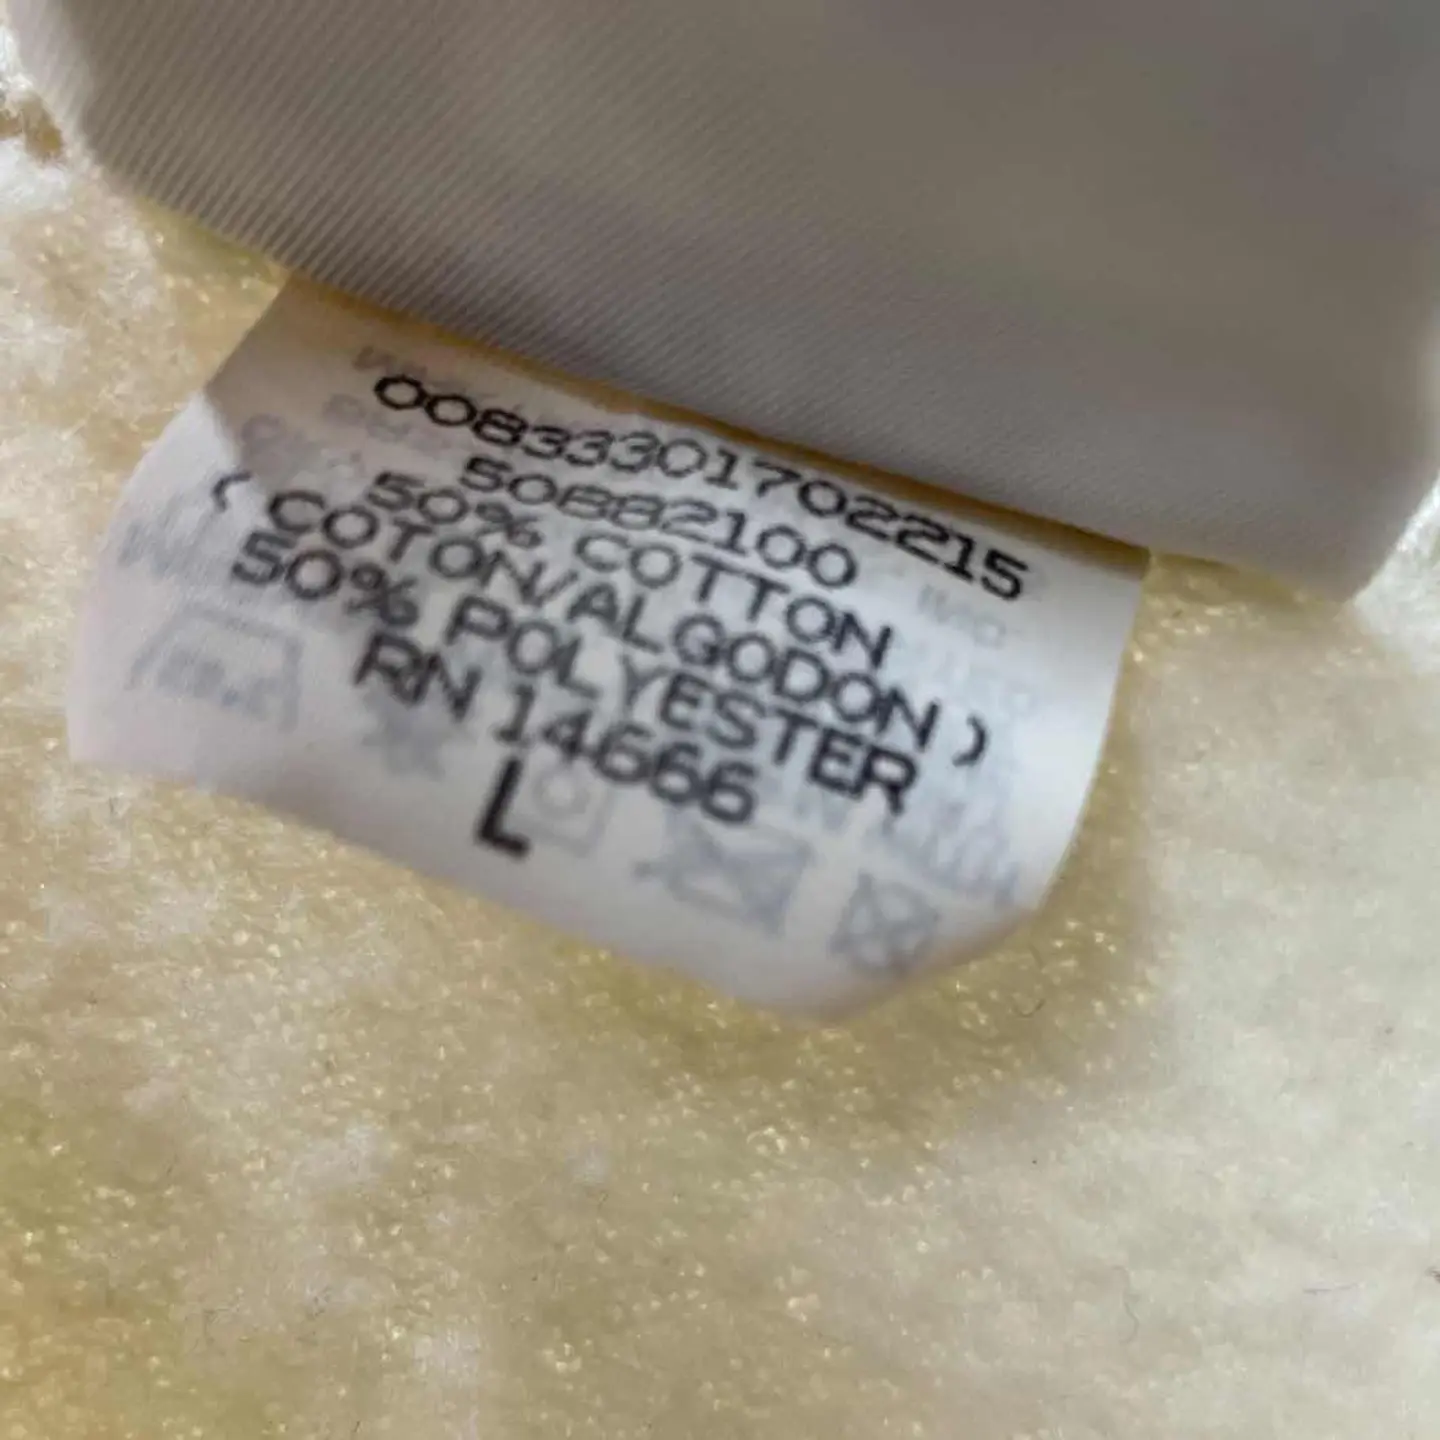 00833301702215
50882100
50% COTTON
(COTON/ALGODON)
50% POLYESTER
RN 14666
L